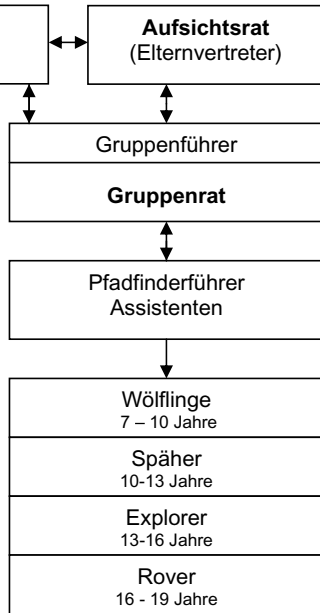 Aufsichtsrat
(Elternvertreter)
Gruppenführer
Gruppenrat
Pfadfinderführer
Assistenten
Wölflinge
7 – 10 Jahre
Späher
10-13 Jahre
Explorer
13-16 Jahre
Rover
16 - 19 Jahre